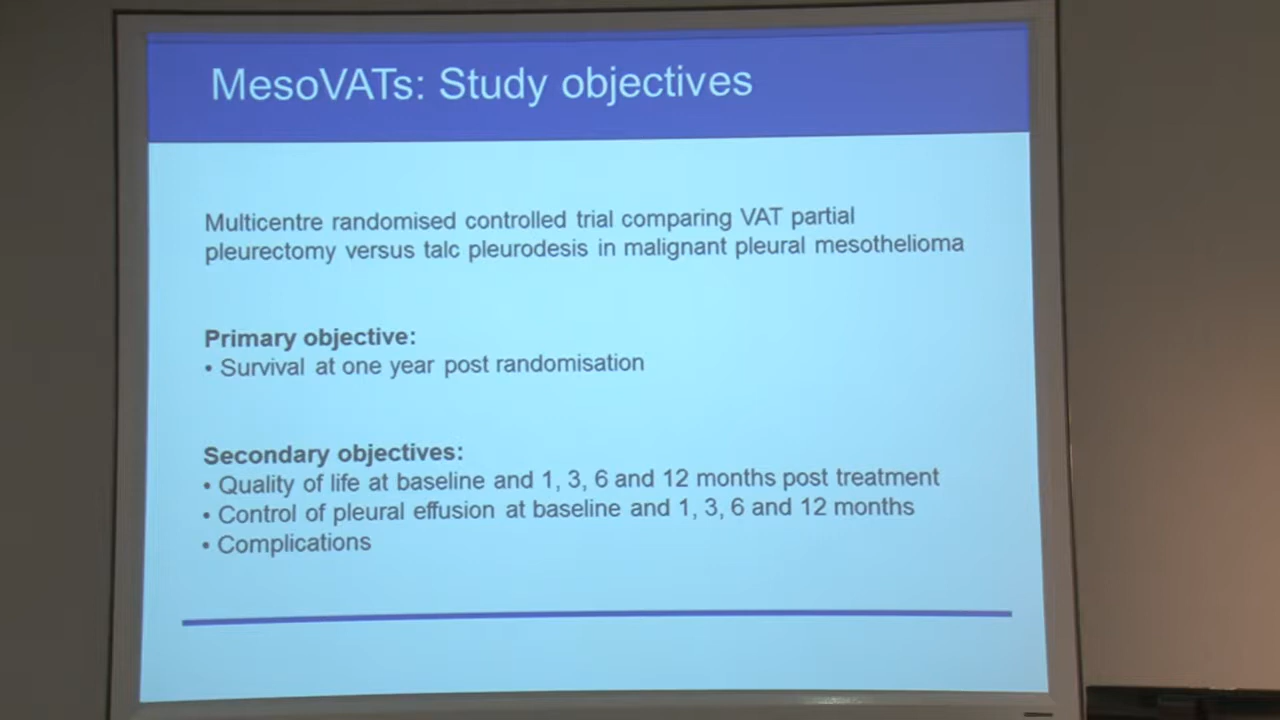 MesoVATs: Study objectives
Multicentre randomised controlled trial comparing VAT partial
pleurectomy versus talc pleurodesis in malignant pleural mesothelioma
Primary objective:
• Survival at one year post randomisation
Secondary objectives:
• Quality of life at baseline and 1, 3, 6 and 12 months post treatment
• Control of pleural effusion at baseline and 1, 3, 6 and 12 months
• Complications